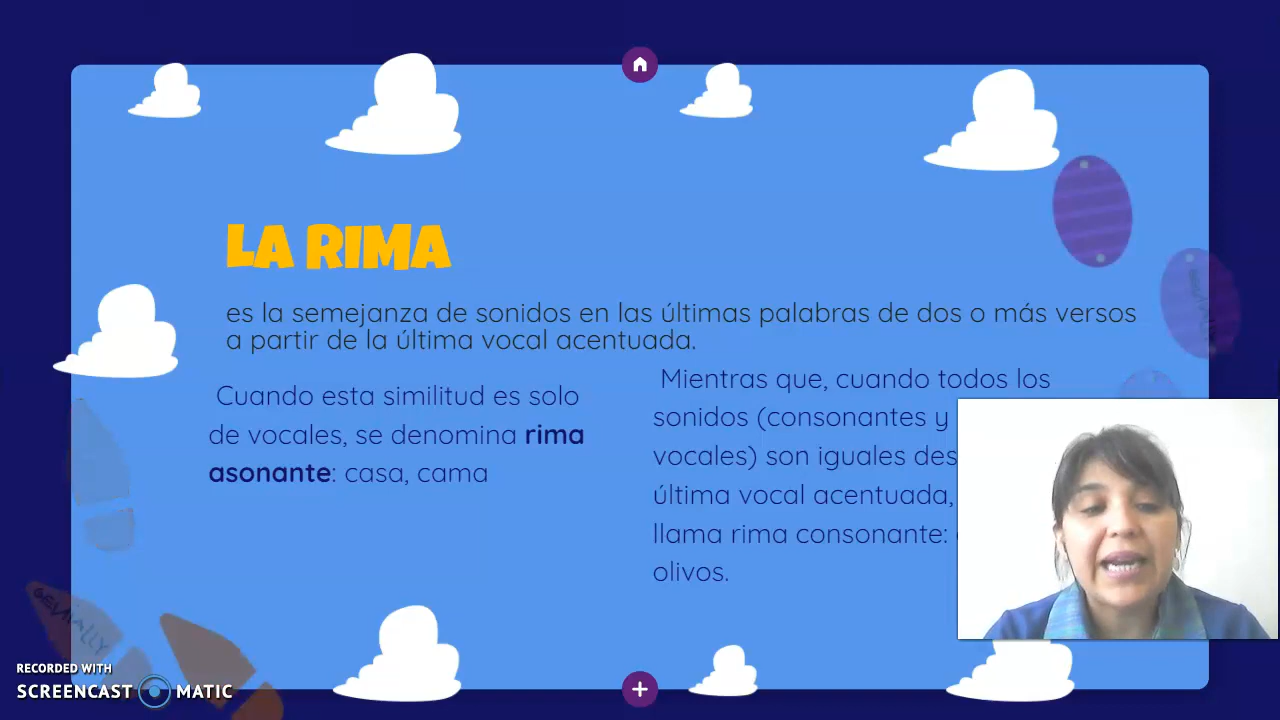 LA RIMA
es la semejanza de sonidos en las últimas palabras de dos o más versos
a partir de la última vocal acentuada.
Cuando esta similitud es solo
de vocales, se denomina rima
asonante: casa, cama
Mientras que, cuando todos los
sonidos (consonantes y
vocales) son iguales
última vocal acentuada,
llama rima consonante:
olivos.
GENIALLY
RECORDED WITH
SCREENCAST MATIC